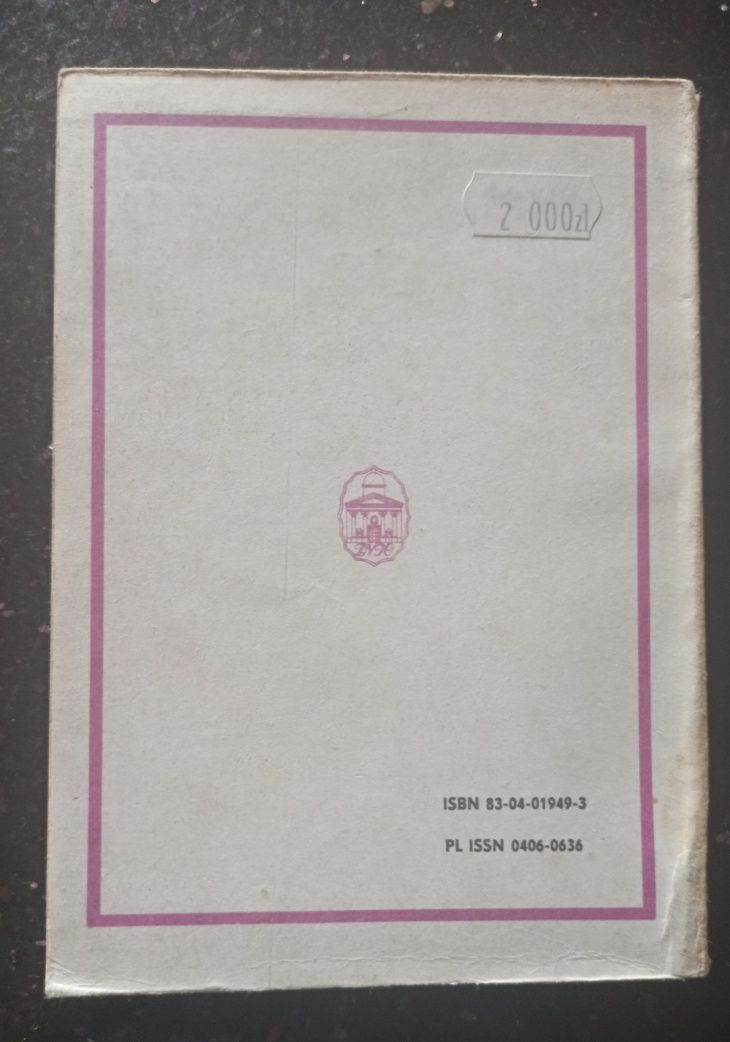 2 000zł
ISBN 83-04-01949-3
PL ISSN 0406-0636